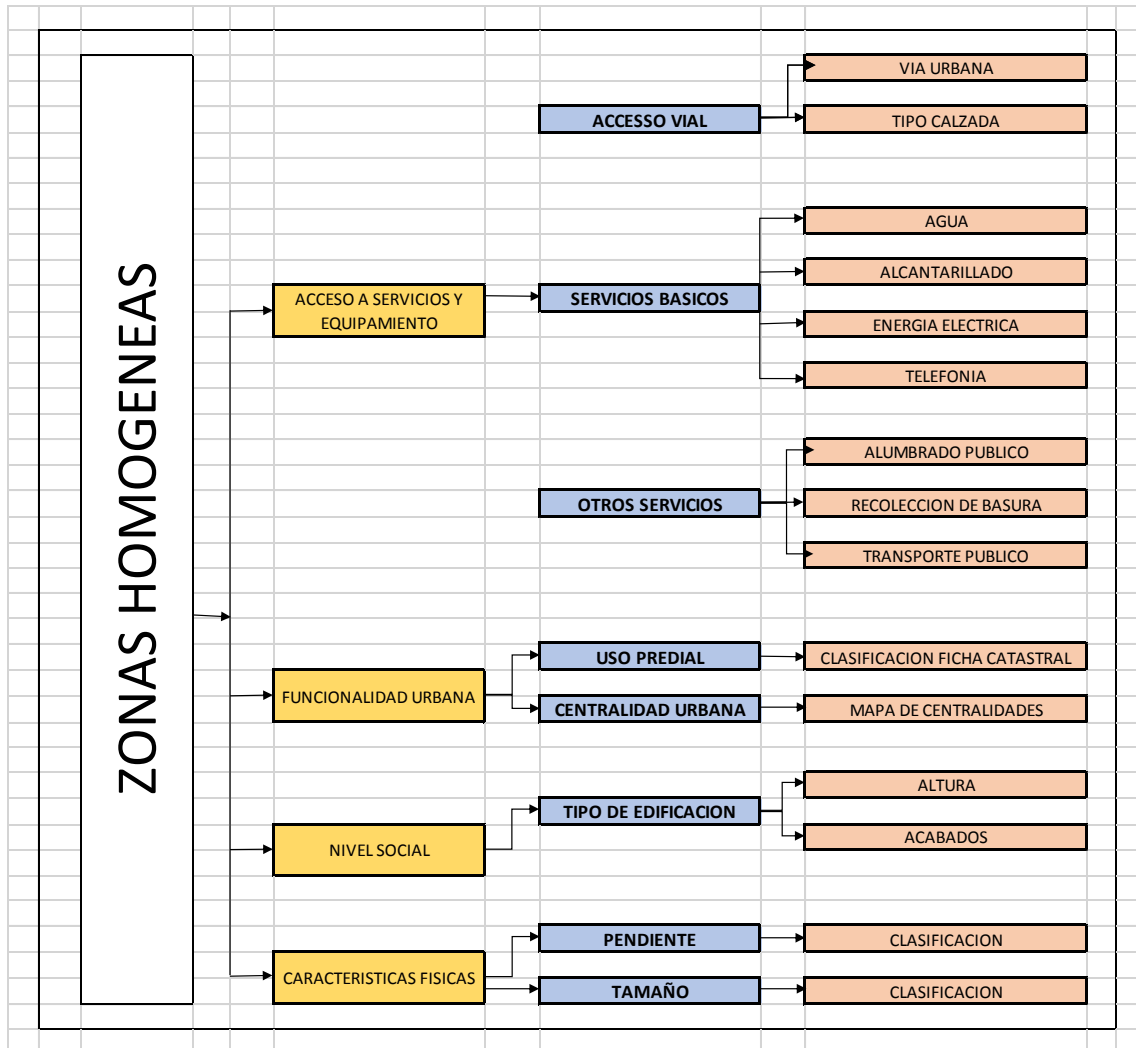 ZONAS HOMOGENEAS
VIA URBANA
ACCESSO VIAL
TIPO CALZADA
AGUA
ALCANTARILLADO
ACCESO A SERVICIOS Y
EQUIPAMIENTO
SERVICIOS BASICOS
ENERGIA ELECTRICA
TELEFONIA
ALUMBRADO PUBLICO
OTROS SERVICIOS
RECOLECCION DE BASURA
TRANSPORTE PUBLICO
FUNCIONALIDAD URBANA
USO PREDIAL
CLASIFICACION FICHA CATASTRAL
CENTRALIDAD URBANA
MAPA DE CENTRALIDADES
NIVEL SOCIAL
TIPO DE EDIFICACION
ALTURA
ACABADOS
CARACTERISTICAS FISICAS
PENDIENTE
CLASIFICACION
TAMAÑO
CLASIFICACION